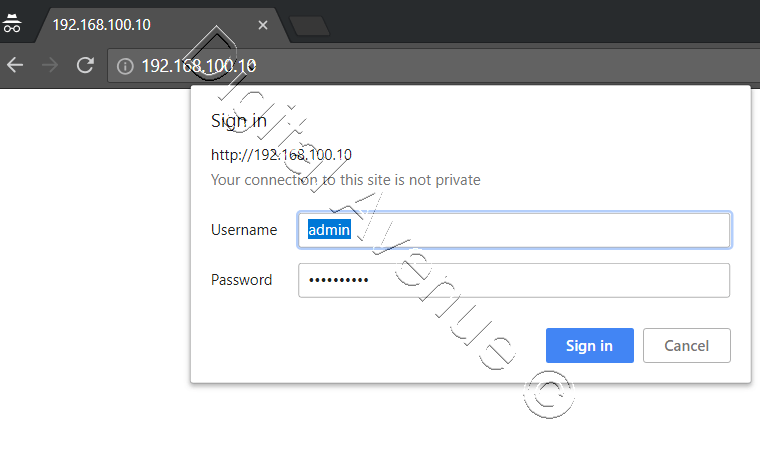 192.168.100.10
192.168.100.10
Sign in
http://192.168.100.10
Your connection to this site is not private
Username admin
Password ••••••••••
Sign in Cancel
Digital Avenue ©